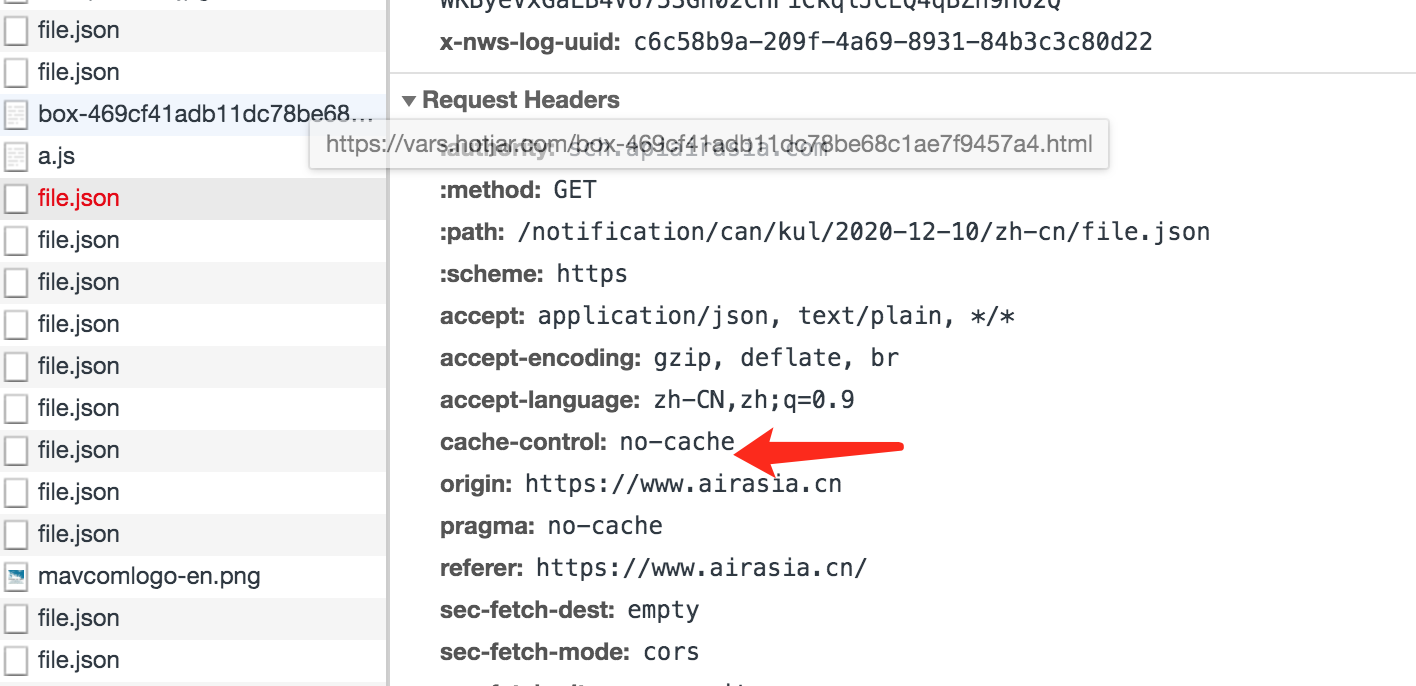 file.json
file.json
box-469cf41adb11dc78be68...
a.js
file.json
file.json
file.json
file.json
file.json
file.json
file.json
file.json
file.json
mavcomlogo-en.png
file.json
file.json
x-nws-log-uuid: c6c58b9a-209f-4a69-8931-84b3c3c80d22
Request Headers
https://vars.hotjar.com/box-469cf41adb11dc78be68c1ae7f9457a4.html
:authority:
:method: GET
:path: /notification/can/kul/2020-12-10/zh-cn/file.json
:scheme: https
accept: application/json, text/plain, */*
accept-encoding: gzip, deflate, br
accept-language: zh-CN,zh;q=0.9
cache-control: no-cache
origin: https://www.airasia.cn
pragma: no-cache
referer: https://www.airasia.cn/
sec-fetch-dest: empty
sec-fetch-mode: cors